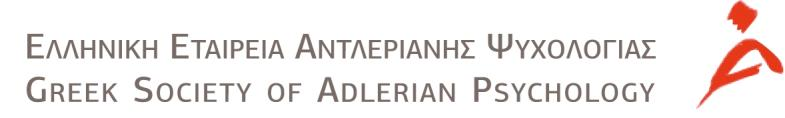 Ελληνικη Εταιρεια Αντλεριανης Ψυχολογιας
Greek Society of Adlerian Psychology